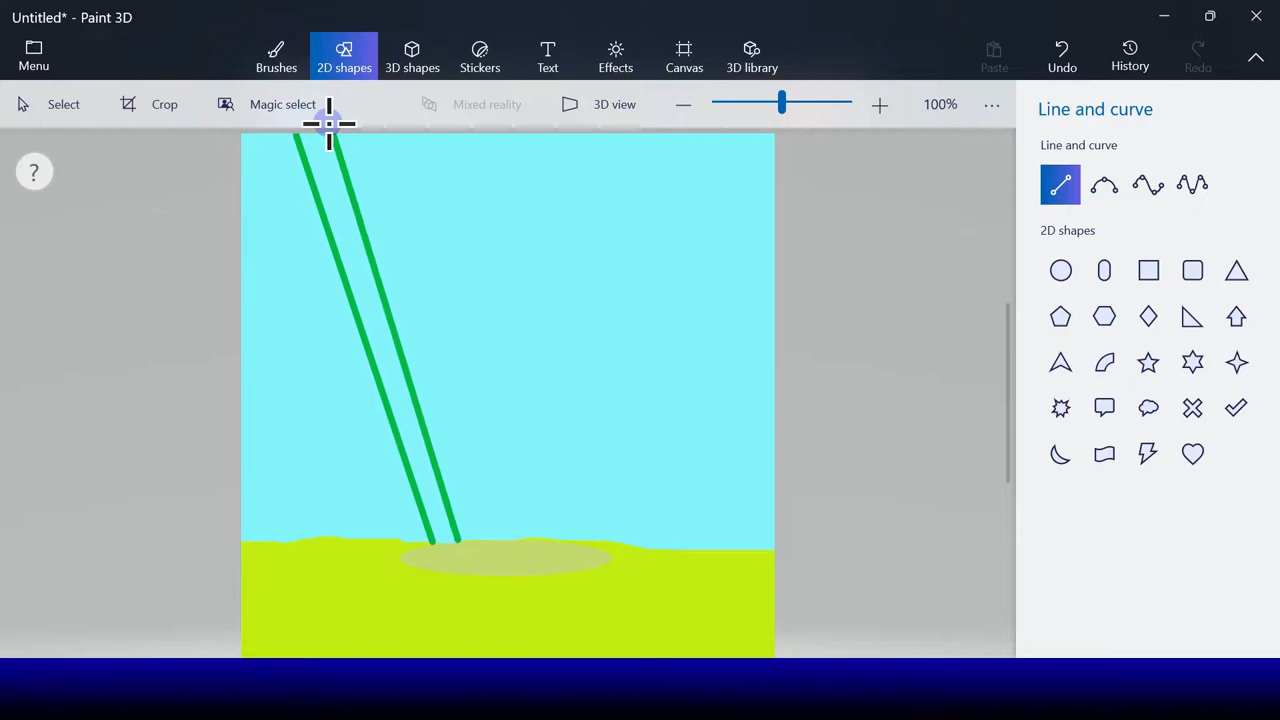 Untitled* - Paint 3D
Menu
Brushes
2D shapes
3D shapes
Stickers
Text
Effects
Canvas
3D library
Paste
Undo
History
Redo
Select
Crop
Magic select
Mixed reality
3D view
100%
Line and curve
Line and curve
2D shapes
?